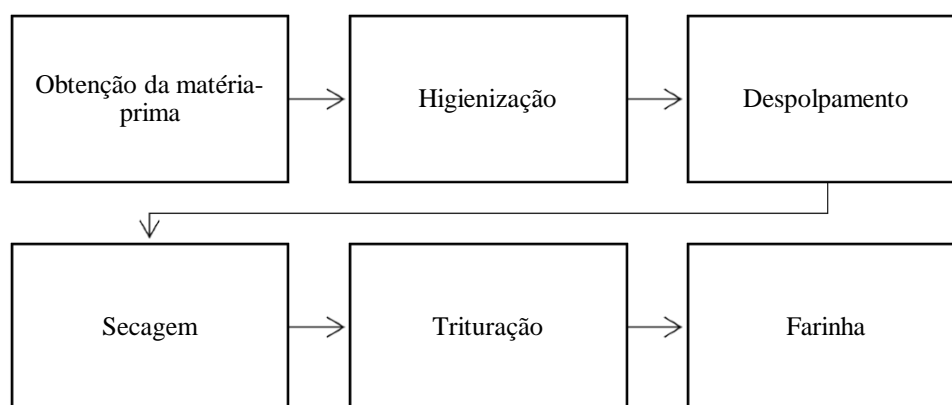 Obtenção da matéria-
prima
Higienização
Despolpamento
Secagem
Trituração
Farinha